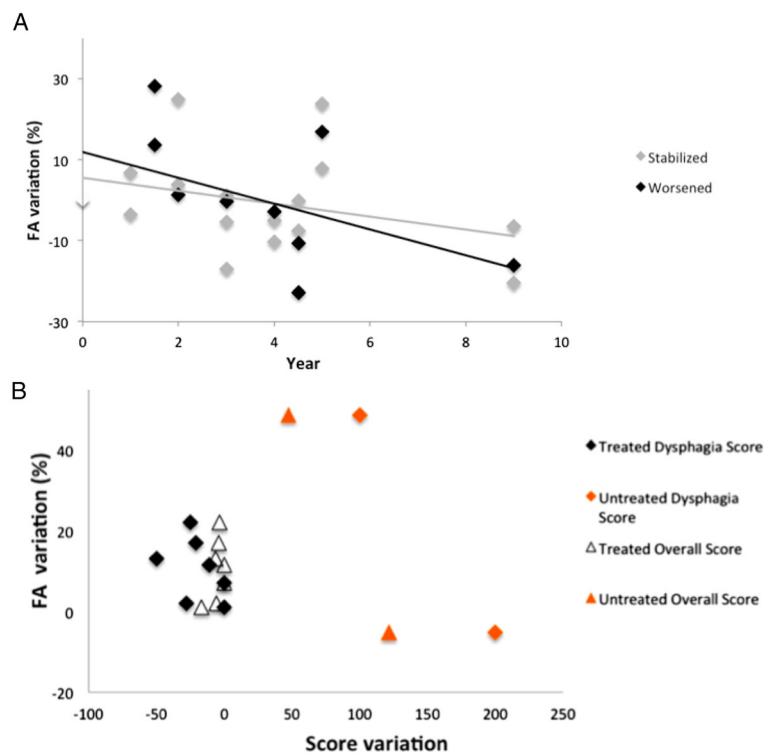 A
30
10
-10
-30
FA variation (%)
0 2 4 6 8 10
Year
Stabilized
Worsened
B
40
20
0
-20
FA variation (%)
-100 -50 0 50 100 150 200 250
Score variation
Treated Dysphagia Score
Untreated Dysphagia
Score
Treated Overall Score
Untreated Overall Score